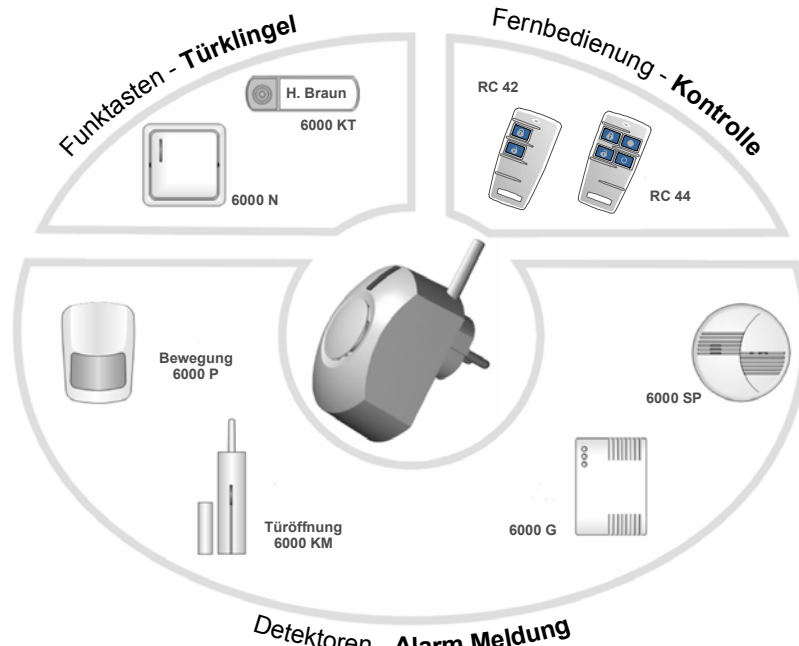 Funktasten - Türklingel
Fernbedienung - Kontrolle
H. Braun
6000 KT
6000 N
RC 42
RC 44
Bewegung
6000 P
6000 SP
Türöffnung
6000 KM
6000 G
Detektoren - Alarm Meldung